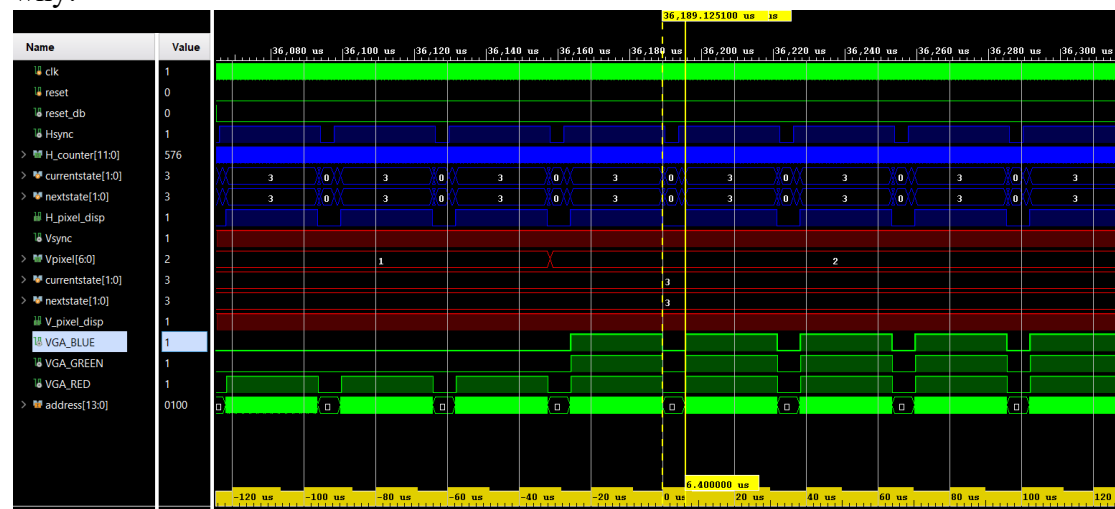 36,189.125100 us us
Name Value
36,080 us 36,100 us 36,120 us 36,140 us 36,160 us 36,180 us 36,200 us 36,220 us 36,240 us 36,260 us 36,280 us 36,300 us
clk 1
reset 0
reset_db 0
Hsync 1
H_counter[11:0] 576
currentstate[1:0] 3 3 0 3 0 3 0 3 0 3 0 3 0 3 0 3
nextstate[1:0] 3 3 0 3 0 3 0 3 0 3 0 3 0 3 0 3
H_pixel_disp 1
Vsync 1
Vpixel[6:0] 2 1 2
currentstate[1:0] 3 3
nextstate[1:0] 3 3
V_pixel_disp 1
VGA_BLUE 1
VGA_GREEN 1
VGA_RED 1
address[13:0] 0100
6.400000 us
-120 us -100 us -80 us -60 us -40 us -20 us 0 us 20 us 40 us 60 us 80 us 100 us 120